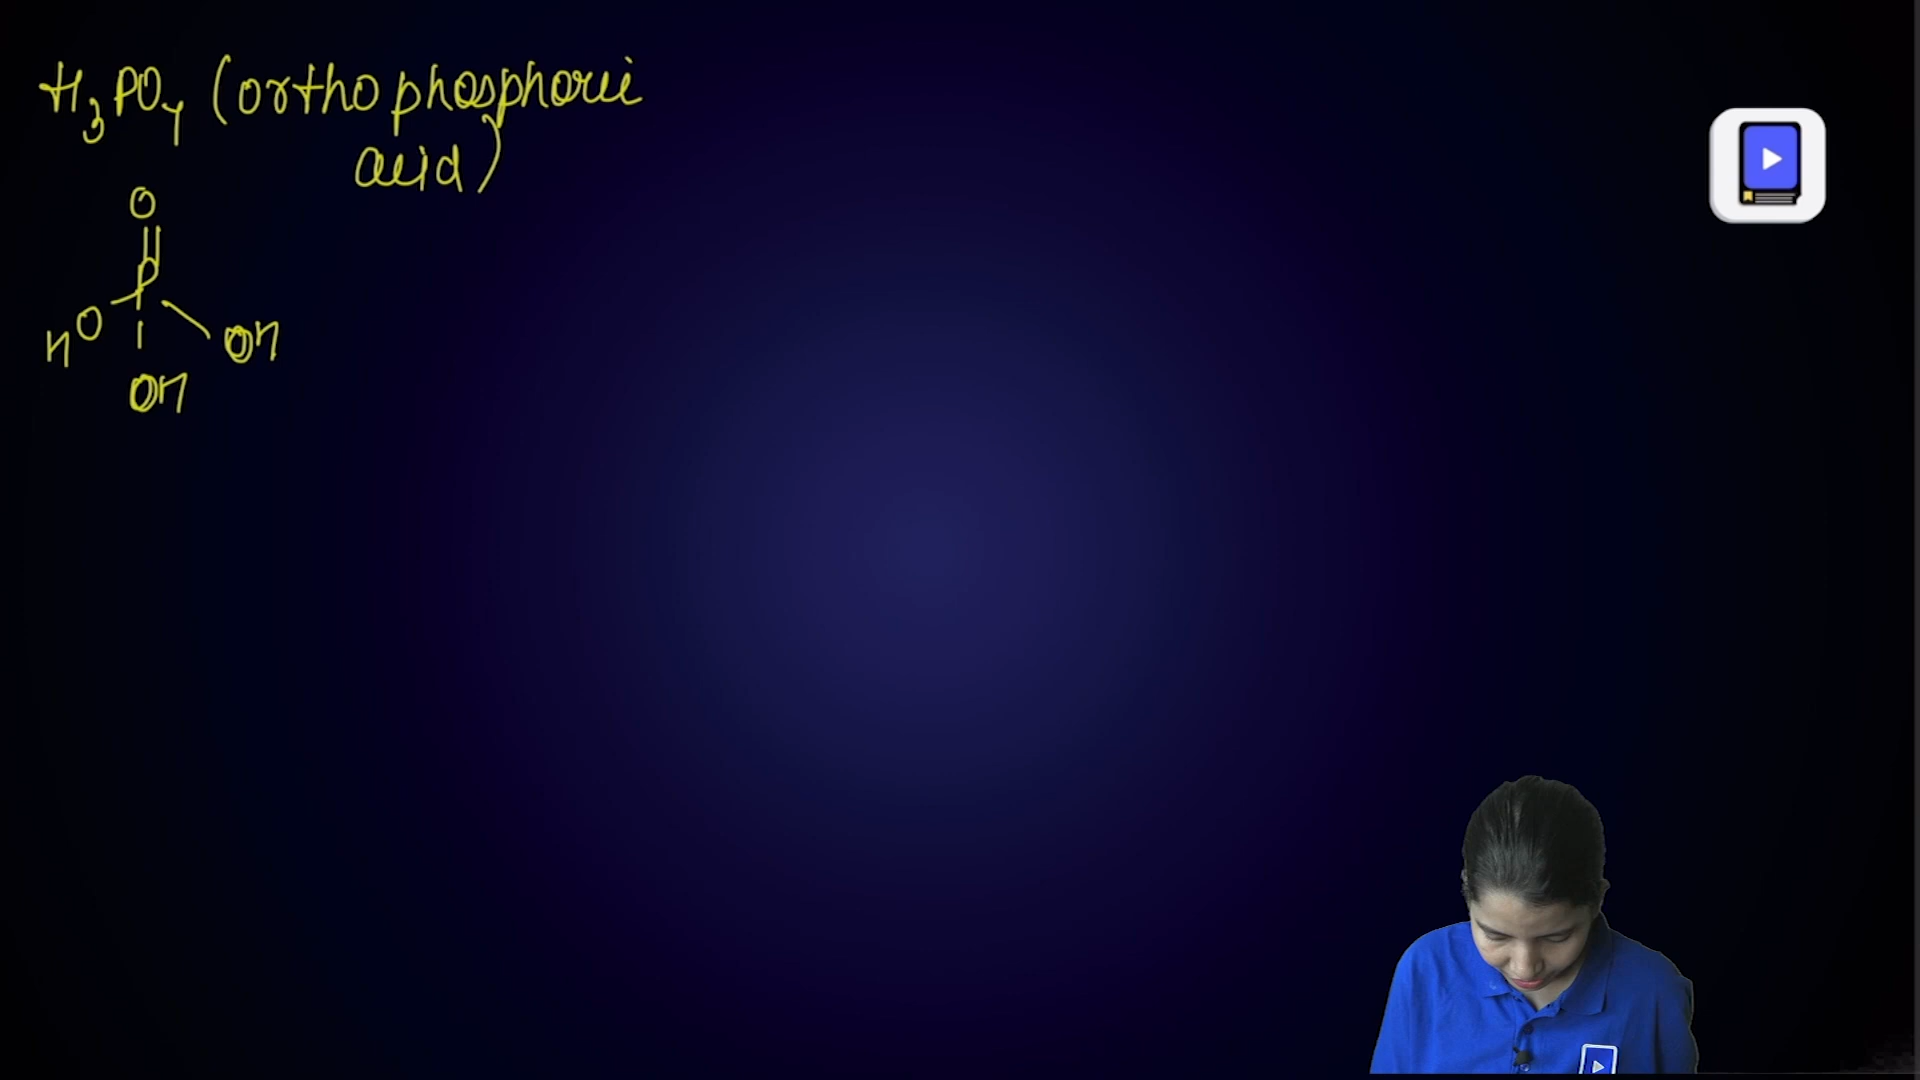 H₃PO₄ (orthophosphoric
acid)
O
P
HO
OH
OH